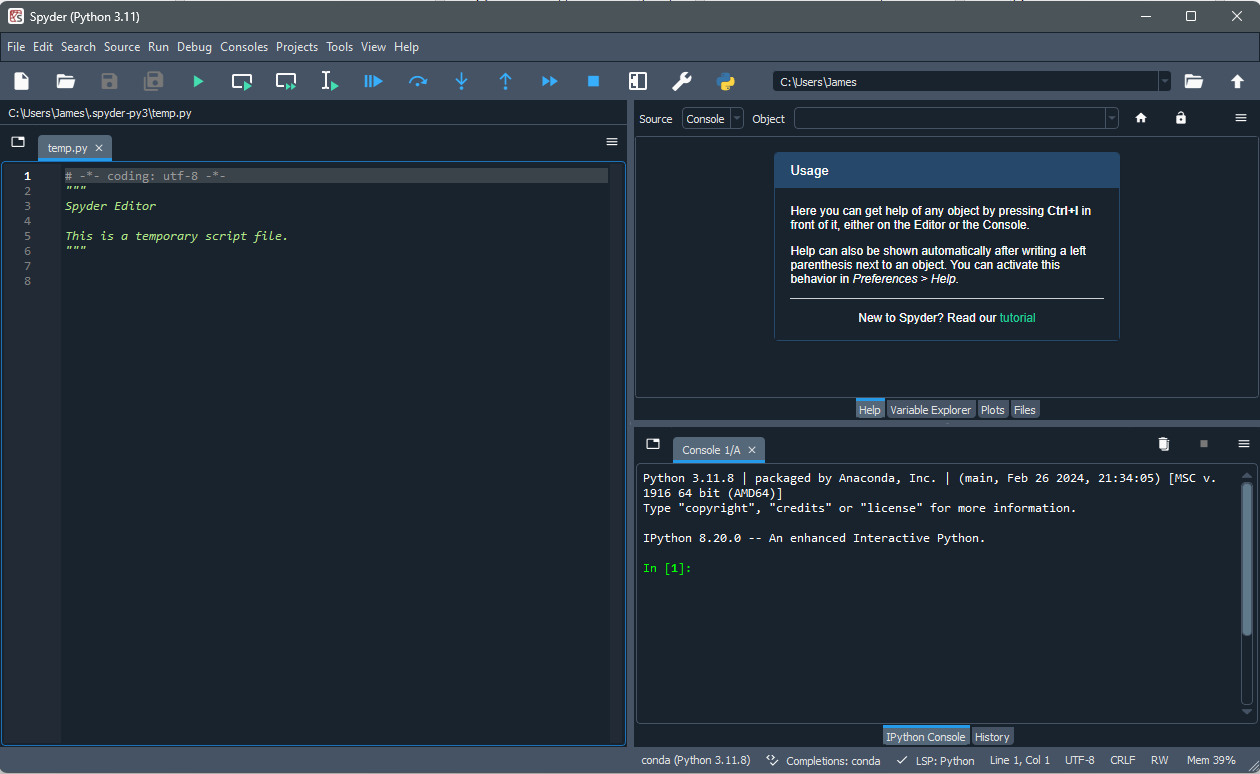 Spyder (Python 3.11)
File Edit Search Source Run Debug Consoles Projects Tools View Help
C:\Users\James
C:\Users\James\.spyder-py3\temp.py
temp.py
1 # -*- coding: utf-8 -*-
2 """
3 Spyder Editor
4
5 This is a temporary script file.
6 """
7
8
Source Console Object
Usage
Here you can get help of any object by pressing Ctrl+I in
front of it, either on the Editor or the Console.
Help can also be shown automatically after writing a left
parenthesis next to an object. You can activate this
behavior in Preferences > Help.
New to Spyder? Read our tutorial
Help Variable Explorer Plots Files
Console 1/A
Python 3.11.8 | packaged by Anaconda, Inc. | (main, Feb 26 2024, 21:34:05) [MSC v.
1916 64 bit (AMD64)]
Type "copyright", "credits" or "license" for more information.
IPython 8.20.0 -- An enhanced Interactive Python.
In [1]:
IPython Console History
conda (Python 3.11.8) Completions: conda LSP: Python Line 1, Col 1 UTF-8 CRLF RW Mem 39%